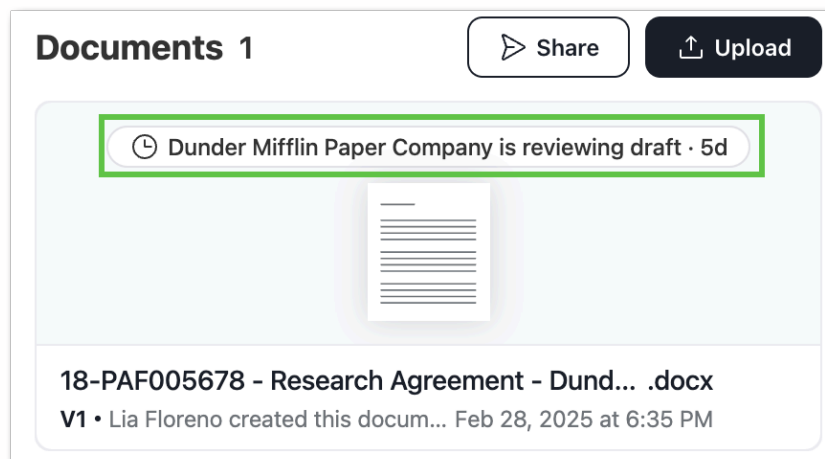 Documents 1
Share
Upload
Dunder Mifflin Paper Company is reviewing draft · 5d
18-PAF005678 - Research Agreement - Dund... .docx
V1 • Lia Floreno created this docum... Feb 28, 2025 at 6:35 PM